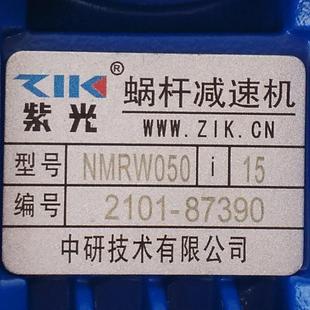 ZIK®
紫光
蜗杆减速机
WWW.ZIK.CN
型号 NMRW050 i 15
编号 2101-87390
中研技术有限公司